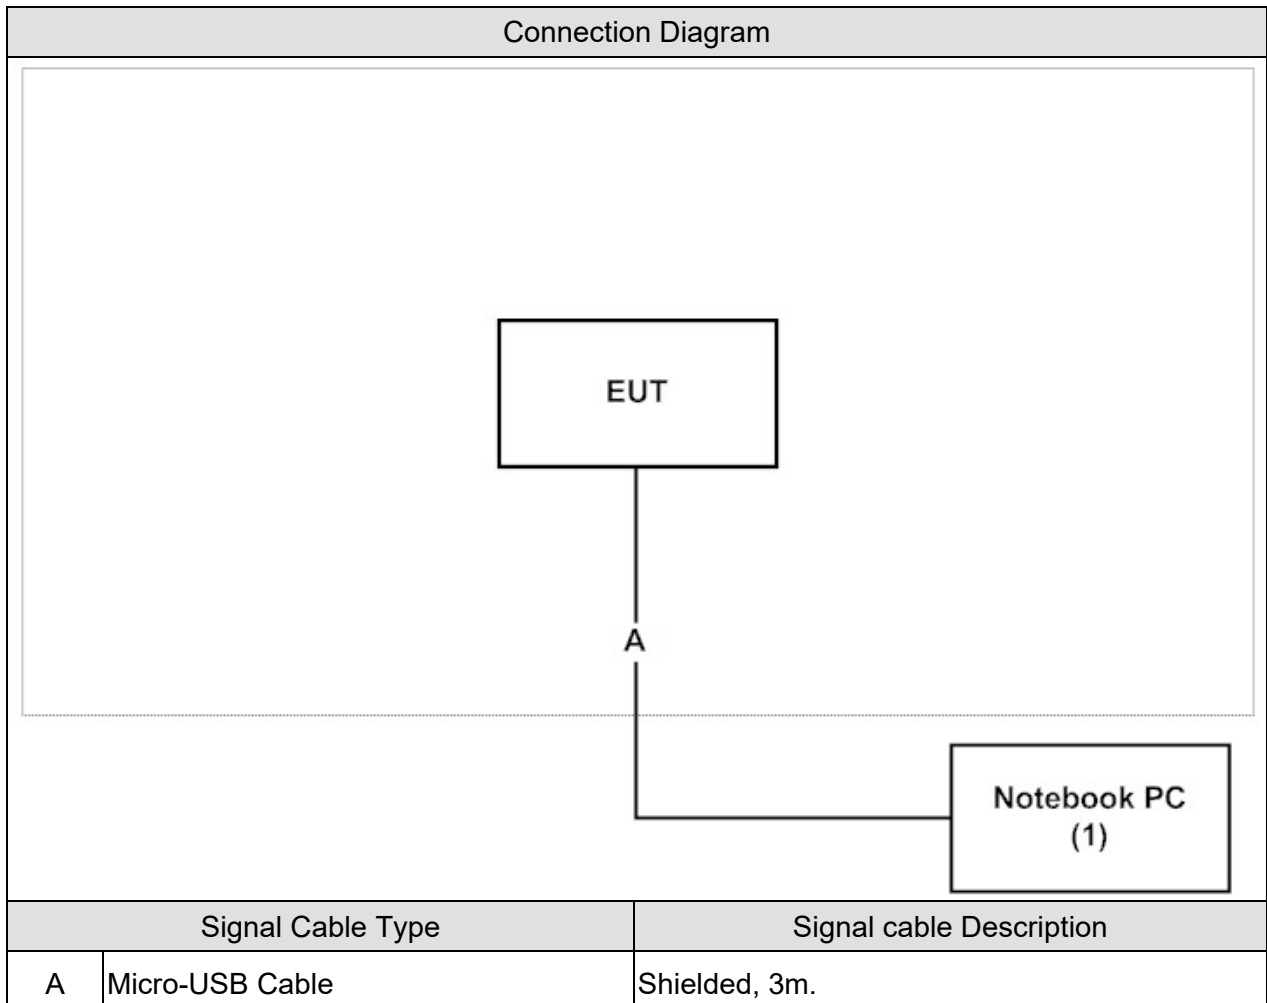 Connection Diagram
EUT
A
Notebook PC
(1)
Signal Cable Type
Signal cable Description
A
Micro-USB Cable
Shielded, 3m.